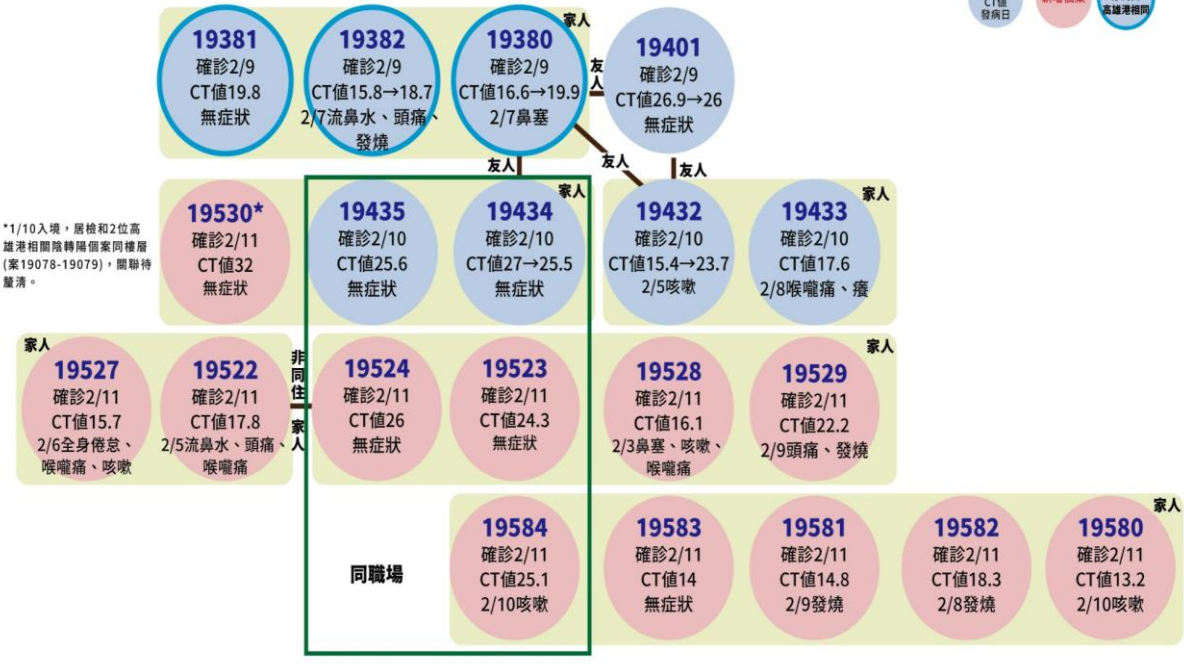 CT值
發病日
高雄港相同
家人
19381
確診2/9
CT值19.8
無症狀
19382
確診2/9
CT值15.8→18.7
2/7流鼻水、頭痛、
發燒
19380
確診2/9
CT值16.6→19.9
2/7鼻塞
友人
19401
確診2/9
CT值26.9→26
無症狀
友人
友人
友人
*1/10入境，居檢和2位高
雄港相關陰轉陽個案同樓層
(案19078-19079)，關聯待
釐清。
19530*
確診2/11
CT值32
無症狀
19435
確診2/10
CT值25.6
無症狀
家人
19434
確診2/10
CT值27→25.5
無症狀
19432
確診2/10
CT值15.4→23.7
2/5咳嗽
家人
19433
確診2/10
CT值17.6
2/8喉嚨痛、癢
家人
19527
確診2/11
CT值15.7
2/6全身倦怠、
喉嚨痛、咳嗽
19522
確診2/11
CT值17.8
2/5流鼻水、頭痛、
喉嚨痛
非同住家人
19524
確診2/11
CT值26
無症狀
19523
確診2/11
CT值24.3
無症狀
19528
確診2/11
CT值16.1
2/3鼻塞、咳嗽、
喉嚨痛
家人
19529
確診2/11
CT值22.2
2/9頭痛、發燒
同職場
19584
確診2/11
CT值25.1
2/10咳嗽
19583
確診2/11
CT值14
無症狀
19581
確診2/11
CT值14.8
2/9發燒
19582
確診2/11
CT值18.3
2/8發燒
家人
19580
確診2/11
CT值13.2
2/10咳嗽